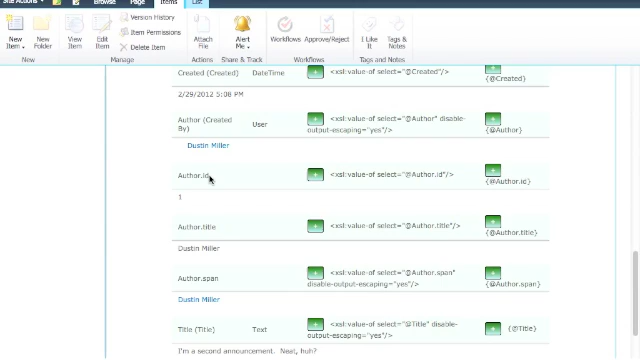 Site Actions
Browse
Page
Items
List
New Item
New Folder
View Item
Edit Item
Version History
Item Permissions
Delete Item
Attach File
Alert Me
Workflows
Approve/Reject
I Like It
Tags & Notes
New
Manage
Actions
Share & Track
Workflows
Tags and Notes
Created (Created) DateTime <xsl:value-of select="@Created"/> {@Created}
2/29/2012 5:08 PM
Author (Created By) User <xsl:value-of select="@Author" disable-output-escaping="yes"/> {@Author}
Dustin Miller
Author.id <xsl:value-of select="@Author.id"/> {@Author.id}
1
Author.title <xsl:value-of select="@Author.title"/> {@Author.title}
Dustin Miller
Author.span <xsl:value-of select="@Author.span" disable-output-escaping="yes"/> {@Author.span}
Dustin Miller
Title (Title) Text <xsl:value-of select="@Title" disable-output-escaping="yes"/> {@Title}
I'm a second announcement. Neat, huh?